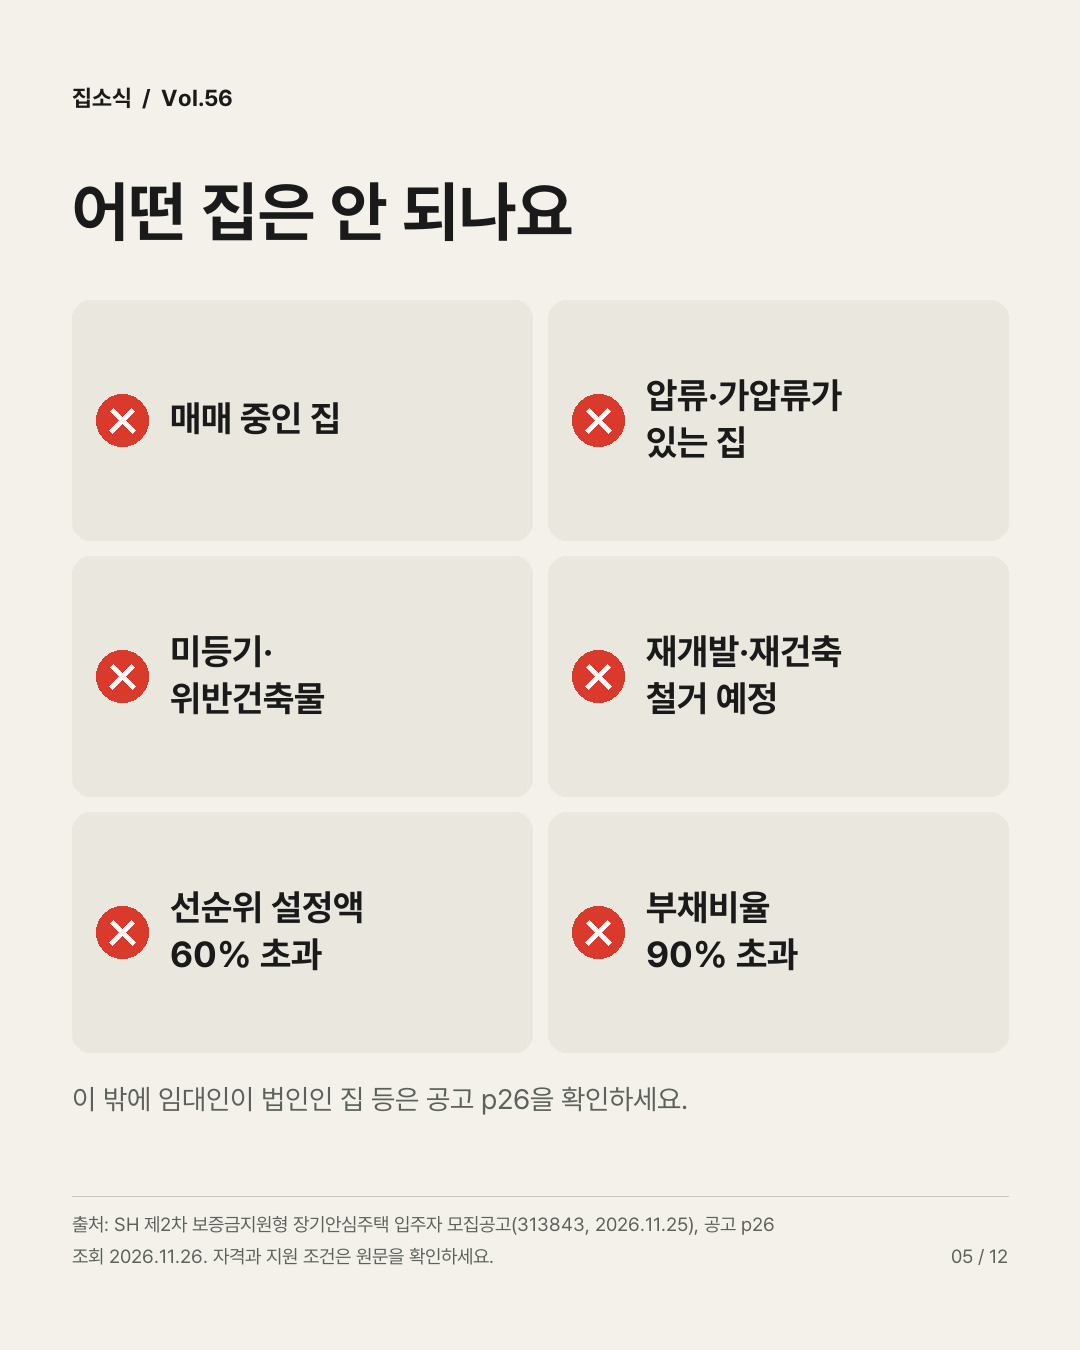 집소식 / Vol.56
어떤 집은 안 되나요
매매 중인 집
압류·가압류가
있는 집
미등기·
위반건축물
재개발·재건축
철거 예정
선순위 설정액
60% 초과
부채비율
90% 초과
이 밖에 임대인이 법인인 집 등은 공고 p26을 확인하세요.
출처: SH 제2차 보증금지원형 장기안심주택 입주자 모집공고(313843, 2026.11.25), 공고 p26
조회 2026.11.26. 자격과 지원 조건은 원문을 확인하세요.
05 / 12